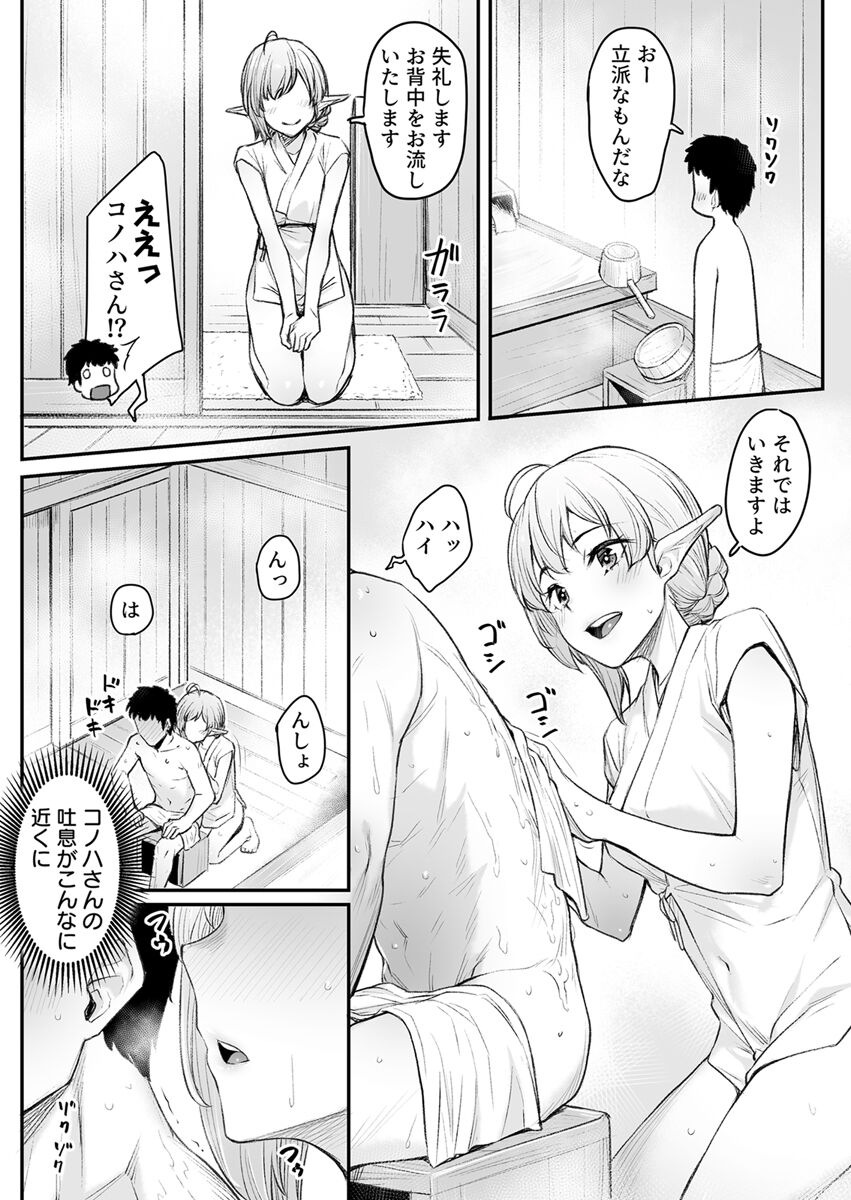 おー
立派なもんだな
ソワソワ
失礼します
お背中をお流し
いたします
ガララ
ええっ
コノハさん!?
それでは
いきますよ
ハッ
ハイ
ゴシ
ゴシ
んっ
は
んしょ
ドキ
ドキ
コノハさんの
吐息がこんなに
近くに
フゥ
フゥ
ゾク
ゾク